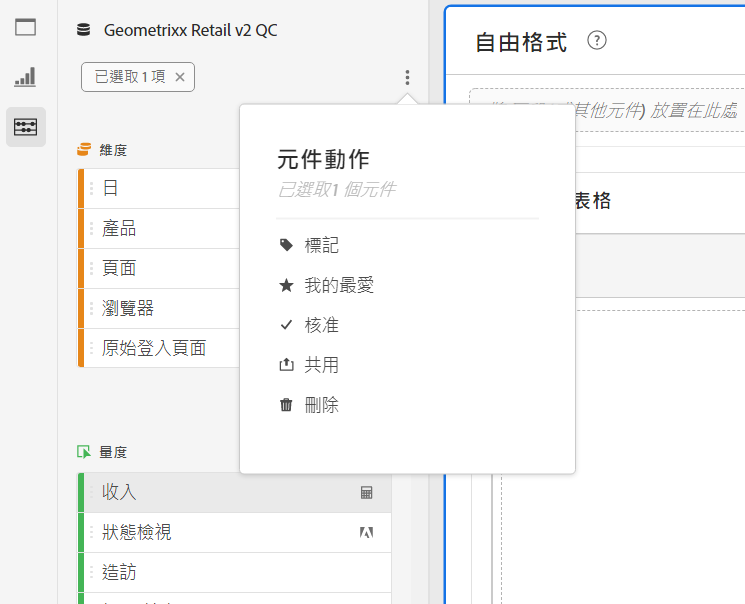 Geometrixx Retail v2 QC
已選取 1 項
自由格式
其他元件) 放置在此處
元件動作
已選取1 個元件
標記
我的最愛
核准
共用
刪除
表格
維度
日
產品
頁面
瀏覽器
原始登入頁面
量度
收入
狀態檢視
造訪